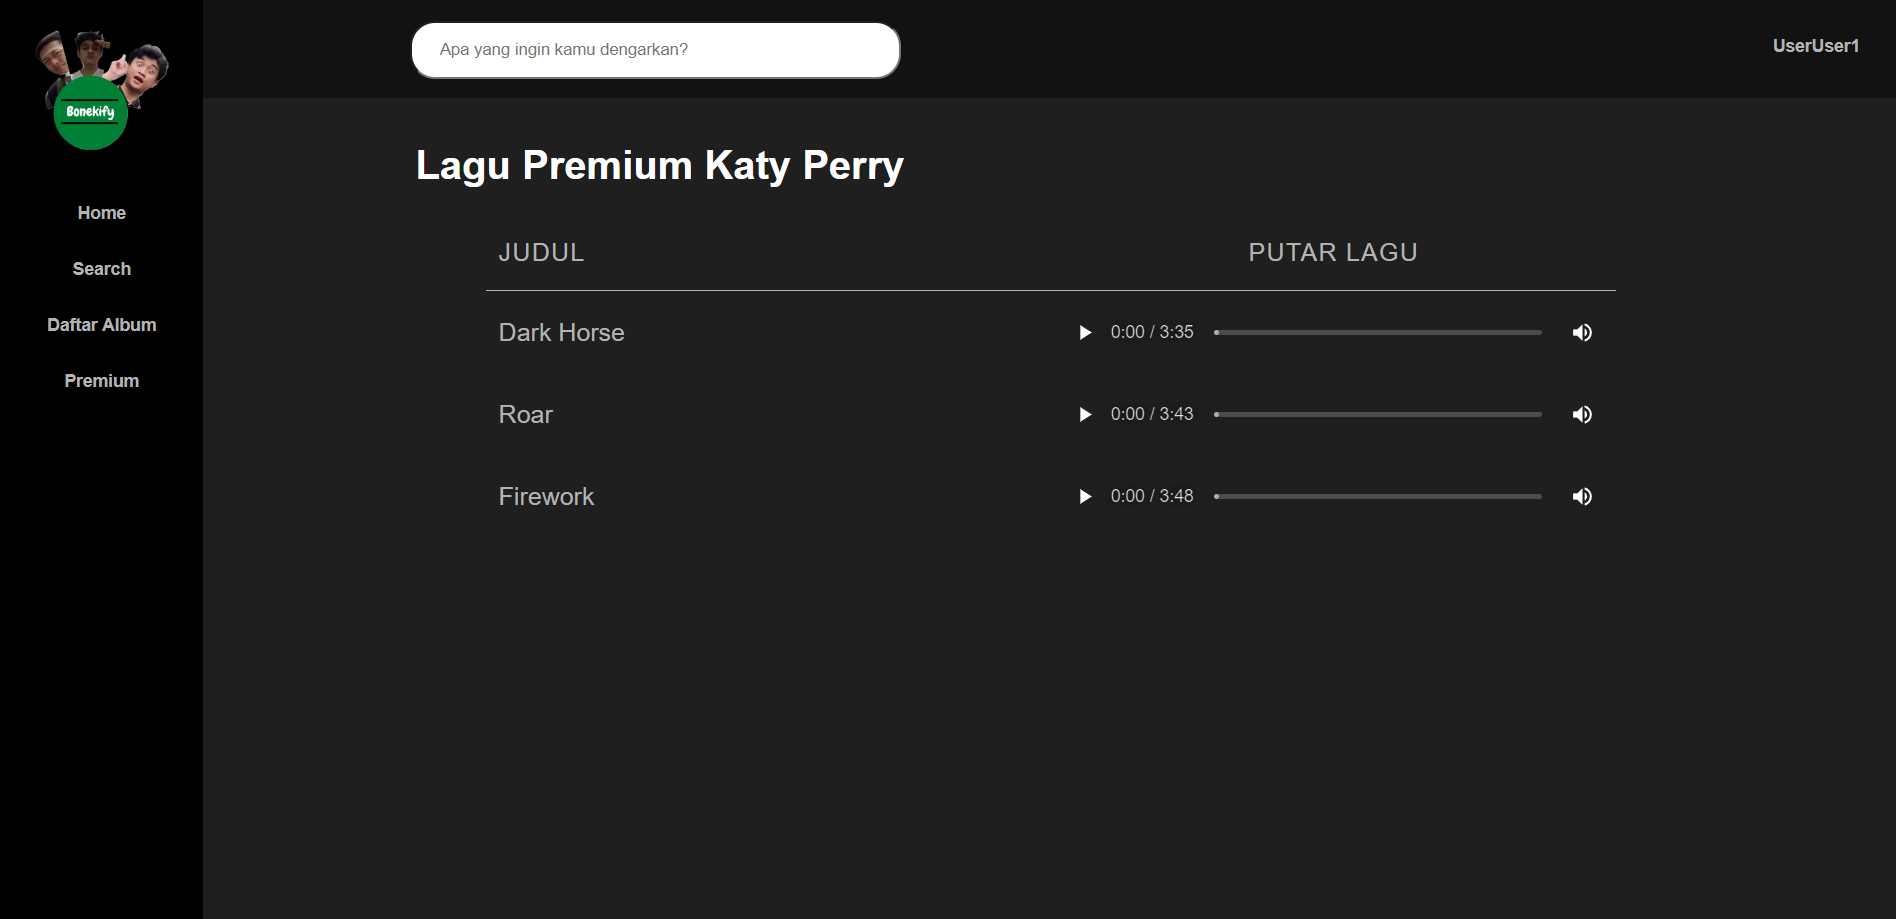 Bonekify
Home
Search
Daftar Album
Premium
Apa yang ingin kamu dengarkan?
UserUser1
Lagu Premium Katy Perry
JUDUL PUTAR LAGU
Dark Horse 0:00 / 3:35
Roar 0:00 / 3:43
Firework 0:00 / 3:48